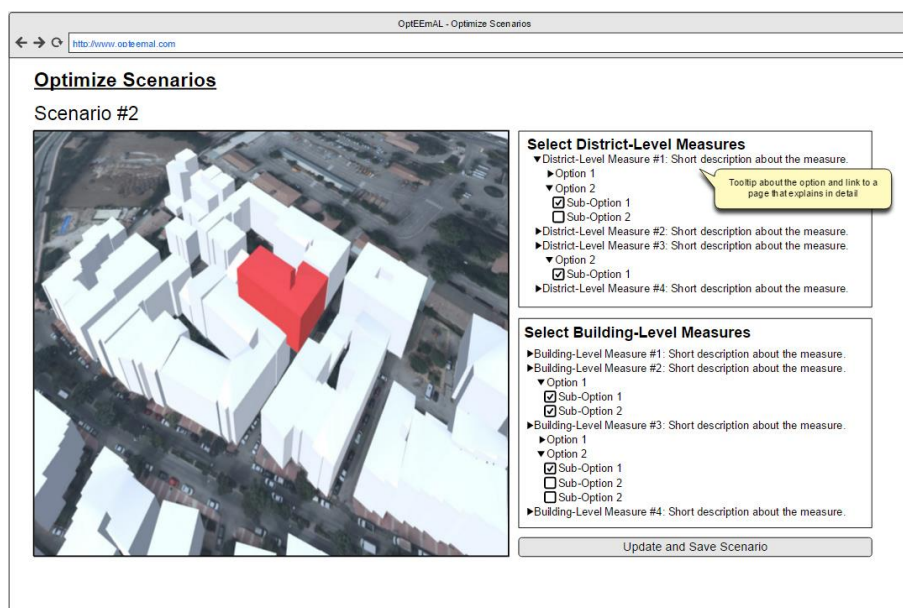 OptEEmAL - Optimize Scenarios
http://www.opteemal.com
Optimize Scenarios
Scenario #2
Select District-Level Measures
District-Level Measure #1: Short description about the measure.
Option 1
Option 2
Sub-Option 1
Sub-Option 2
District-Level Measure #2: Short description about the measure.
District-Level Measure #3: Short description about the measure.
Option 2
Sub-Option 1
District-Level Measure #4: Short description about the measure.
Tooltip about the option and link to a
page that explains in detail
Select Building-Level Measures
Building-Level Measure #1: Short description about the measure.
Building-Level Measure #2: Short description about the measure.
Option 1
Sub-Option 1
Sub-Option 2
Building-Level Measure #3: Short description about the measure.
Option 1
Option 2
Sub-Option 1
Sub-Option 2
Sub-Option 2
Building-Level Measure #4: Short description about the measure.
Update and Save Scenario